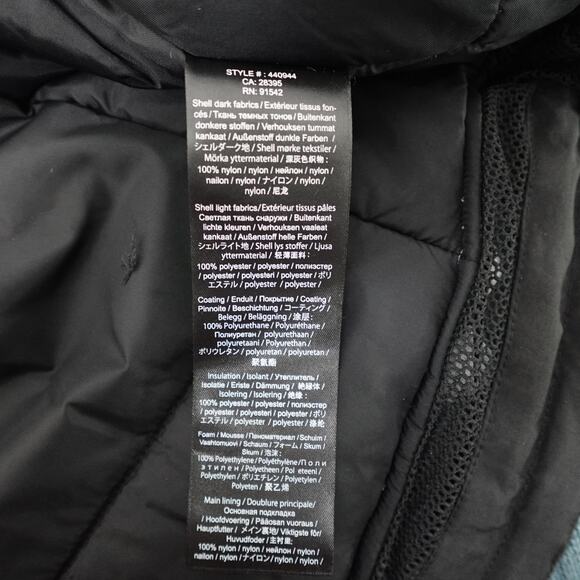 STYLE # : 440944
CA: 28395
RN: 91542
Shell dark fabrics / Extérieur tissus fon-
cés / Ткань темных тонов / Buitenkant
donkere stoffen / Verhouksen tummat
kankaat / Außenstoff dunkle Farben /
シェルダーク地 / Shell mørke tekstiler /
Mörka yttermaterial / 深灰色织物 :
100% nylon / nylon / нейлон / nylon /
nailon / nylon / ナイロン / nylon /
nylon / nylon / 尼龙
Shell light fabrics / Extérieur tissus pâles
Светлая ткань снаружи / Buitenkant
lichte kleuren / Verhouksen vaaleat
kankaat / Außenstoff helle Farben /
シェルライト地 / Shell lys stoffer / Ljusa
yttermaterial / 轻薄面料 :
100% polyester / polyester / полиэстер
/ polyester / polyesteri / polyester / ポリ
エステル / polyester / polyester /
Coating / Enduit / Покрытие / Coating /
Pinnoite / Beschichtung / コーティング /
Belegg / Beläggning / 涂层 :
100% Polyurethane / Polyuréthane /
Полиуретан / polyurethaan /
polyuretaani / Polyurethan /
ポリウレタン / polyuretan / polyuretan /
聚氨酯
Insulation / Isolant / Утеплитель /
Isolatie / Eriste / Dämmung / 絶縁体 /
Isolering / Isolering / 绝缘 :
100% polyester / polyester / полиэстер
/ polyester / polyesteri / polyester / ポリ
エステル / polyester / polyester / 涤纶
Foam / Mousse / Пеноматериал / Schuim /
Vaahtomuovi / Schaum / フォーム / Skum /
Skum / 泡沫 :
100% Polyethylene / Polyéthylène / Поли
этилен / Polyetheen / Pol eteeni /
Polyethylen / ポリエチレン / Polyetylen /
Polyeten / 聚乙烯
Main lining / Doublure principale/
Основная подкладка
/ Hoofdvoering / Pääosan vuoraus /
Hauptfutter / メイン裏地 / Viktigste fôr/
Huvudfoder / 主衬里:
100% nylon / nylon / нейлон / nylon /
nylon / nylon / ナイロン / nylon / nylon /